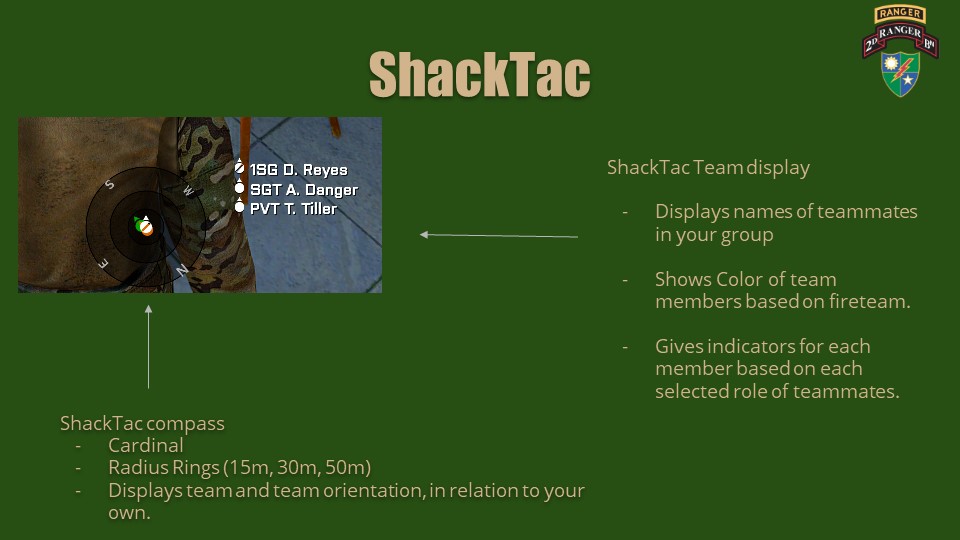 RANGER
2D RANGER BN
ShackTac
1SG D. Reyes
SGT A. Danger
PVT T. Tiller
S
W
E
N
ShackTac Team display
- Displays names of teammates
in your group
- Shows Color of team
members based on fireteam.
- Gives indicators for each
member based on each
selected role of teammates.
ShackTac compass
- Cardinal
- Radius Rings (15m, 30m, 50m)
- Displays team and team orientation, in relation to your
own.